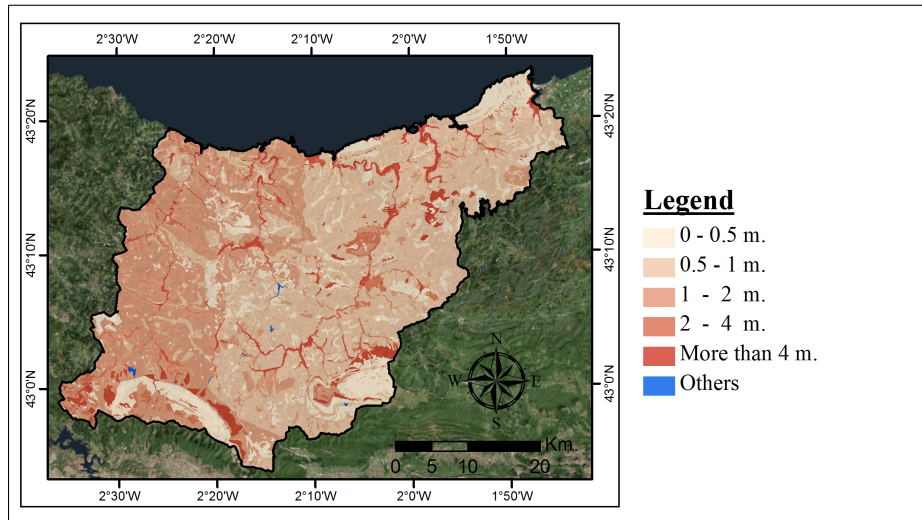 2°30'W 2°20'W 2°10'W 2°0'W 1°50'W
43°20'N 43°20'N
43°10'N 43°10'N
43°0'N 43°0'N
N
W E
S
Km.
0 5 10 20
2°30'W 2°20'W 2°10'W 2°0'W 1°50'W
Legend
0 - 0.5 m.
0.5 - 1 m.
1 - 2 m.
2 - 4 m.
More than 4 m.
Others